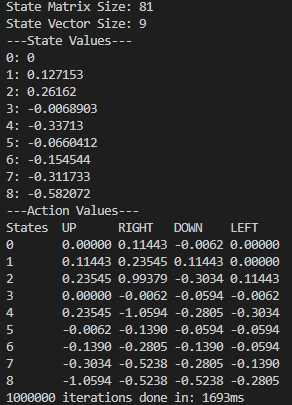 State Matrix Size: 81
State Vector Size: 9
---State Values---
0: 0
1: 0.127153
2: 0.26162
3: -0.0068903
4: -0.33713
5: -0.0660412
6: -0.154544
7: -0.311733
8: -0.582072
---Action Values---
States UP RIGHT DOWN LEFT
0 0.00000 0.11443 -0.0062 0.00000
1 0.11443 0.23545 0.11443 0.00000
2 0.23545 0.99379 -0.3034 0.11443
3 0.00000 -0.0062 -0.0594 -0.0062
4 0.23545 -1.0594 -0.2805 -0.3034
5 -0.0062 -0.1390 -0.0594 -0.0594
6 -0.1390 -0.2805 -0.1390 -0.0594
7 -0.3034 -0.5238 -0.2805 -0.1390
8 -1.0594 -0.5238 -0.5238 -0.2805
1000000 iterations done in: 1693ms